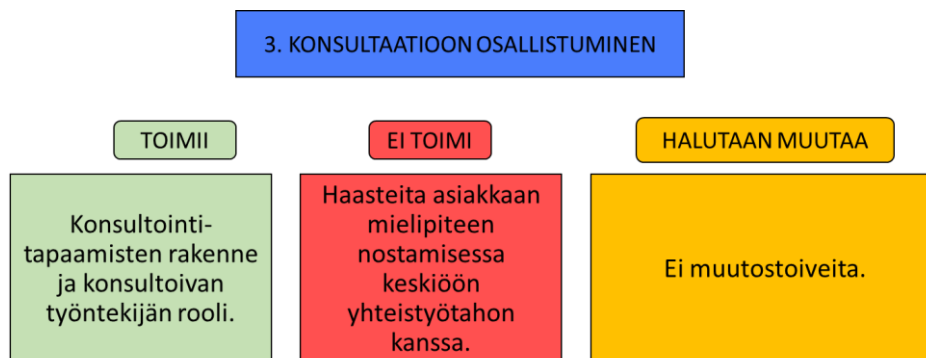 3. KONSULTAATIOON OSALLISTUMINEN
TOIMII
Konsultointi-
tapaamisten rakenne
ja konsultoivan
työntekijän rooli.
EI TOIMI
Haasteita asiakkaan
mielipiteen
nostamisessa
keskiöön
yhteistyötahon
kanssa.
HALUTAAN MUUTAA
Ei muutostoiveita.